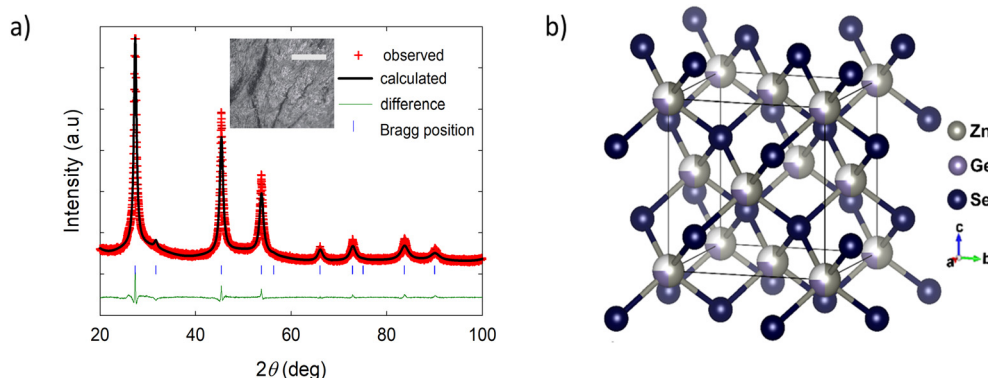 a)
Intensity (a.u)
observed
calculated
difference
Bragg position
20 40 60 80 100
2θ (deg)
b)
Zn
Ge
Se
c
a b